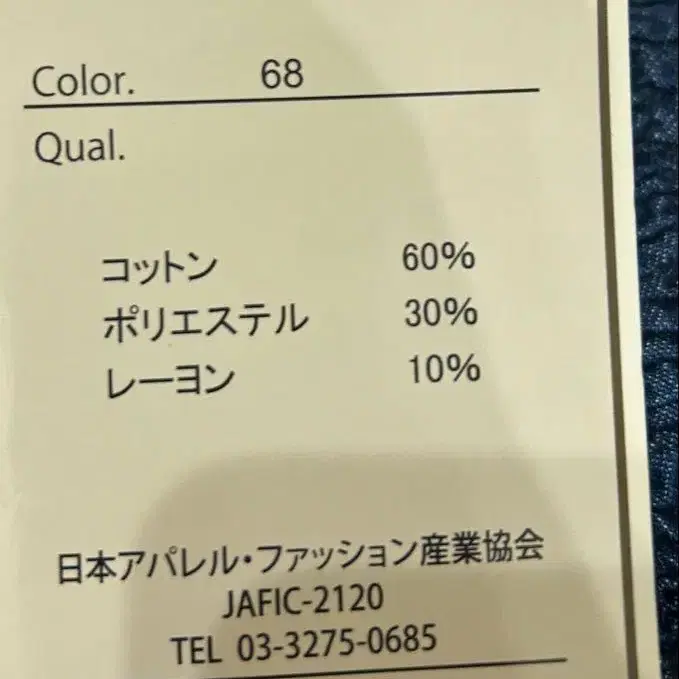 Color. 68
Qual.
コットン 60%
ポリエステル 30%
レーヨン 10%
日本アパレル・ファッション産業協会
JAFIC-2120
TEL 03-3275-0685